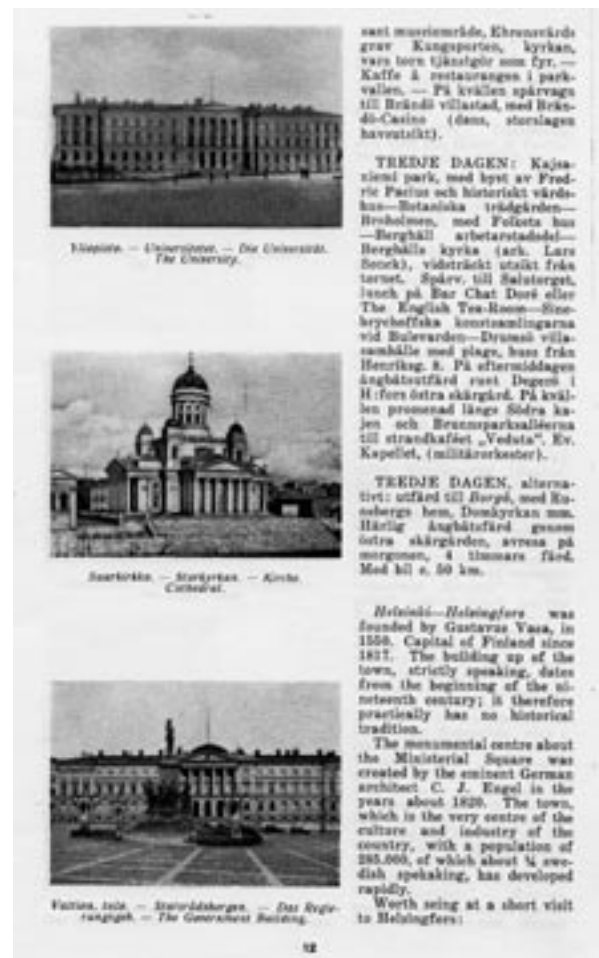 Yliopisto. — Universitetet. — Die Universität.
The University.
Suurkirkko. — Storkyrkan. — Kirche.
Cathedral.
Valtion. talo. — Statsrådsborgen. — Das Regie-
rungsgeb. — The Government Building.
sant museiområde, Ehrensvärds
grav Kungsporten, kyrkan,
vars torn tjänstgör som fyr. —
Kaffe å restaurangen i park-
vallen. — På kvällen spårvagn
till Brändö villastad, med Brän-
dö-Casino (dans, storslagen
havsutsikt).
TREDJE DAGEN: Kajsa-
niemi park, med byst av Fred-
ric Pacius och historiskt värds-
hus—Botaniska trädgården—
Broholmen, med Folkets hus
—Berghäll arbetarstadsdel—
Berghälls kyrka (ark. Lars
Sonck), vidsträckt utsikt från
tornet. Spårv. till Salutorget,
lunch på Bar Chat Doré eller
The English Tea-Room—Sine-
brychoffska konstsamlingarna
vid Bulevarden—Drumsö villa-
samhälle med plage, buss från
Henriksg. 8. På eftermiddagen
ångbåtsutfärd runt Degerö i
H:fors östra skärgård. På kväl-
len promenad längs Södra ka-
jen och Brunnsparksalléerna
till strandkaféet „Veduta". Ev.
Kapellet, (militärorkester).
TREDJE DAGEN, alterna-
tivt: utfärd till Borgå, med Ru-
nebergs hem, Domkyrkan mm.
Härlig ångbåtsfärd genom
östra skärgården, avresa på
morgonen, 4 timmars färd.
Med bil c. 50 km.
Helsinki—Helsingfors was
founded by Gustavus Vasa, in
1550. Capital of Finland since
1817. The building up of the
town, strictly speaking, dates
from the beginning of the ni-
neteenth century; it therefore
practically has no historical
tradition.
The monumental centre about
the Ministerial Square was
created by the eminent German
architect C. J. Engel in the
years about 1820. The town,
which is the very centre of the
culture and industry of the
country, with a population of
285.000, of which about ¼ swe-
dish spekaking, has developed
rapidly.
Worth seing at a short visit
to Helsingfors:
12